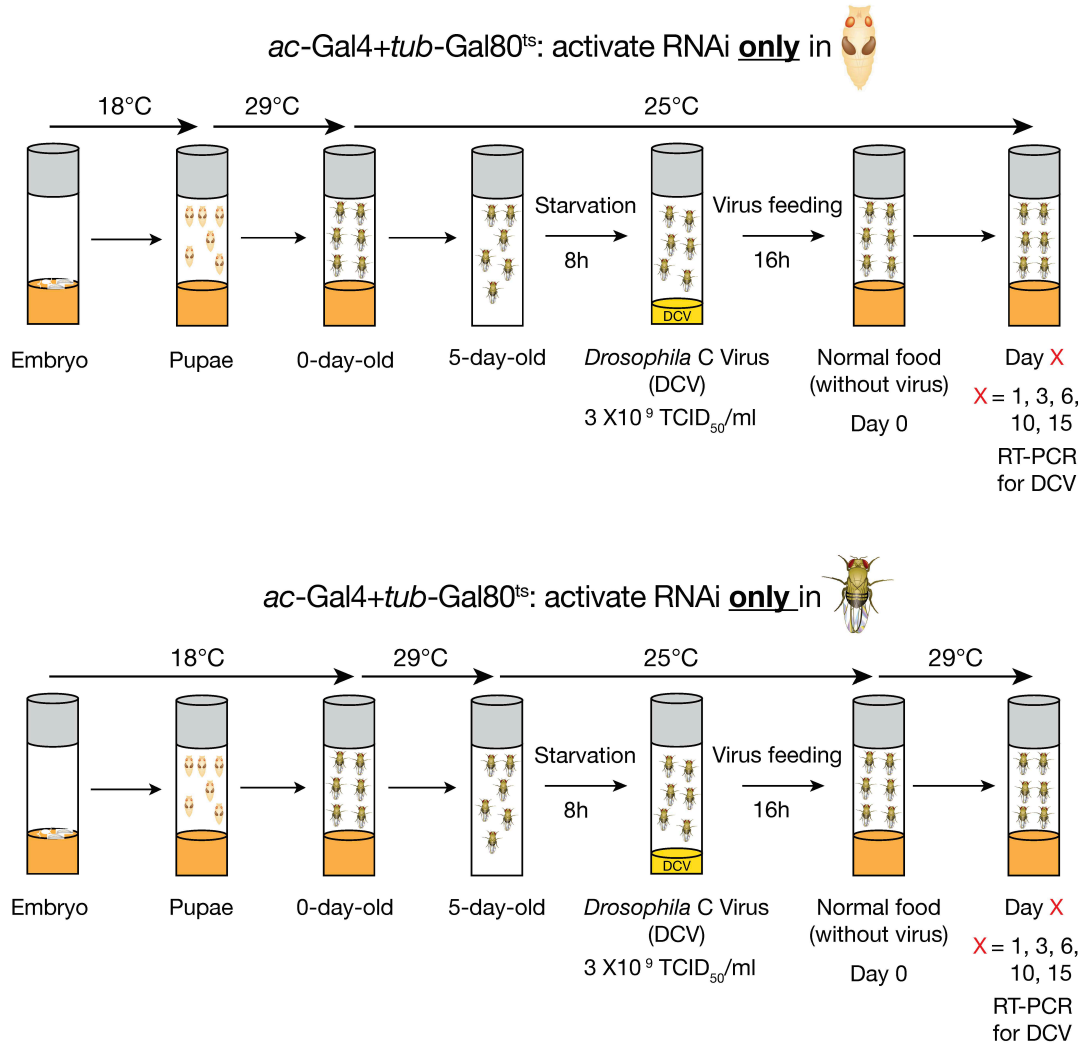 ac-Gal4+tub-Gal80ts: activate RNAi only in
18°C 29°C 25°C
Starvation Virus feeding
8h 16h
DCV
Embryo Pupae 0-day-old 5-day-old Drosophila C Virus Normal food Day X
(DCV) (without virus)
3 X10 9 TCID50/ml Day 0
X = 1, 3, 6,
10, 15
RT-PCR
for DCV
ac-Gal4+tub-Gal80ts: activate RNAi only in
18°C 29°C 25°C 29°C
Starvation Virus feeding
8h 16h
DCV
Embryo Pupae 0-day-old 5-day-old Drosophila C Virus Normal food Day X
(DCV) (without virus)
3 X10 9 TCID50/ml Day 0
X = 1, 3, 6,
10, 15
RT-PCR
for DCV